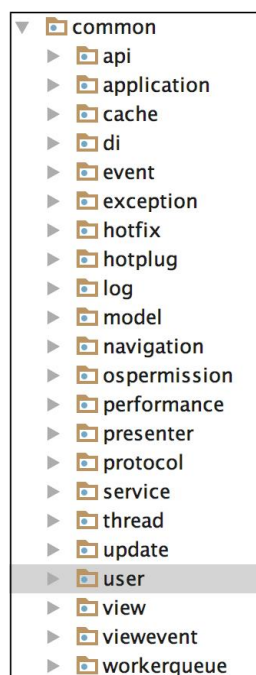 common
api
application
cache
di
event
exception
hotfix
hotplug
log
model
navigation
ospermission
performance
presenter
protocol
service
thread
update
user
view
viewevent
workerqueue